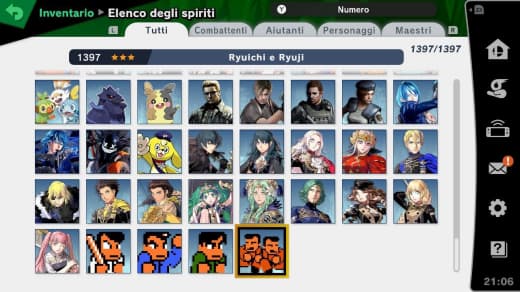 Inventario ▶ Elenco degli spiriti
Y Numero
L Tutti Combattenti Aiutanti Personaggi Maestri R
1397 ★★★ Ryuichi e Ryuji
1397/1397
21:06